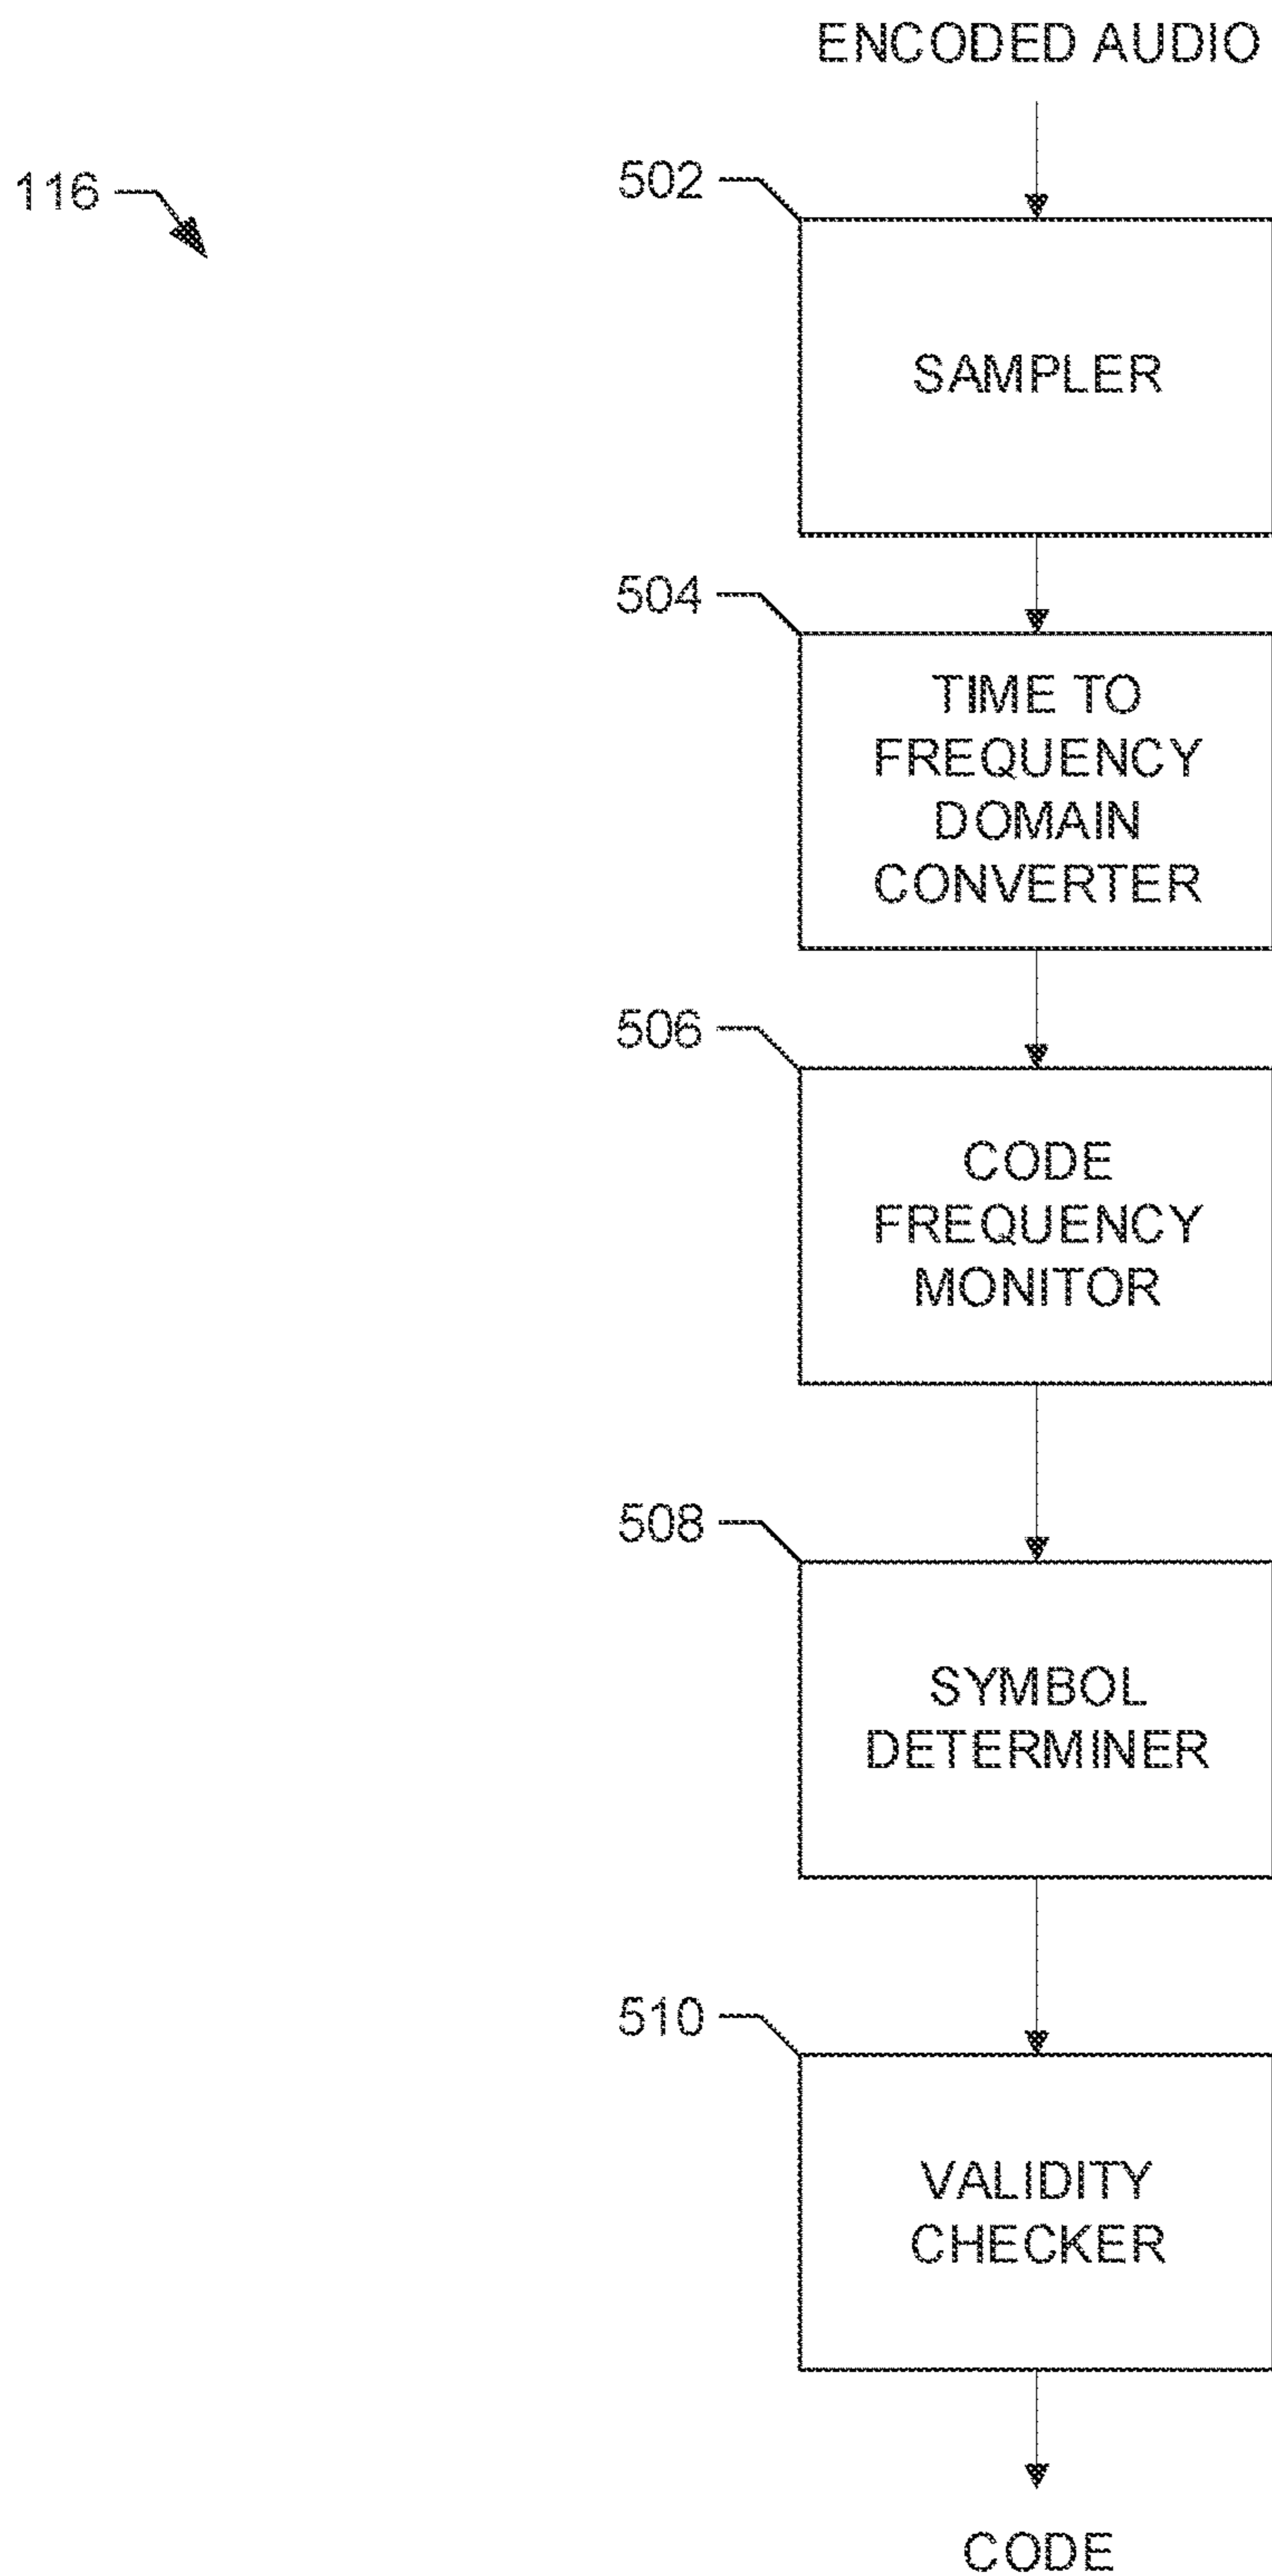 ENCODED AUDIO
116
502
SAMPLER
504
TIME TO
FREQUENCY
DOMAIN
CONVERTER
506
CODE
FREQUENCY
MONITOR
508
SYMBOL
DETERMINER
510
VALIDITY
CHECKER
CODE